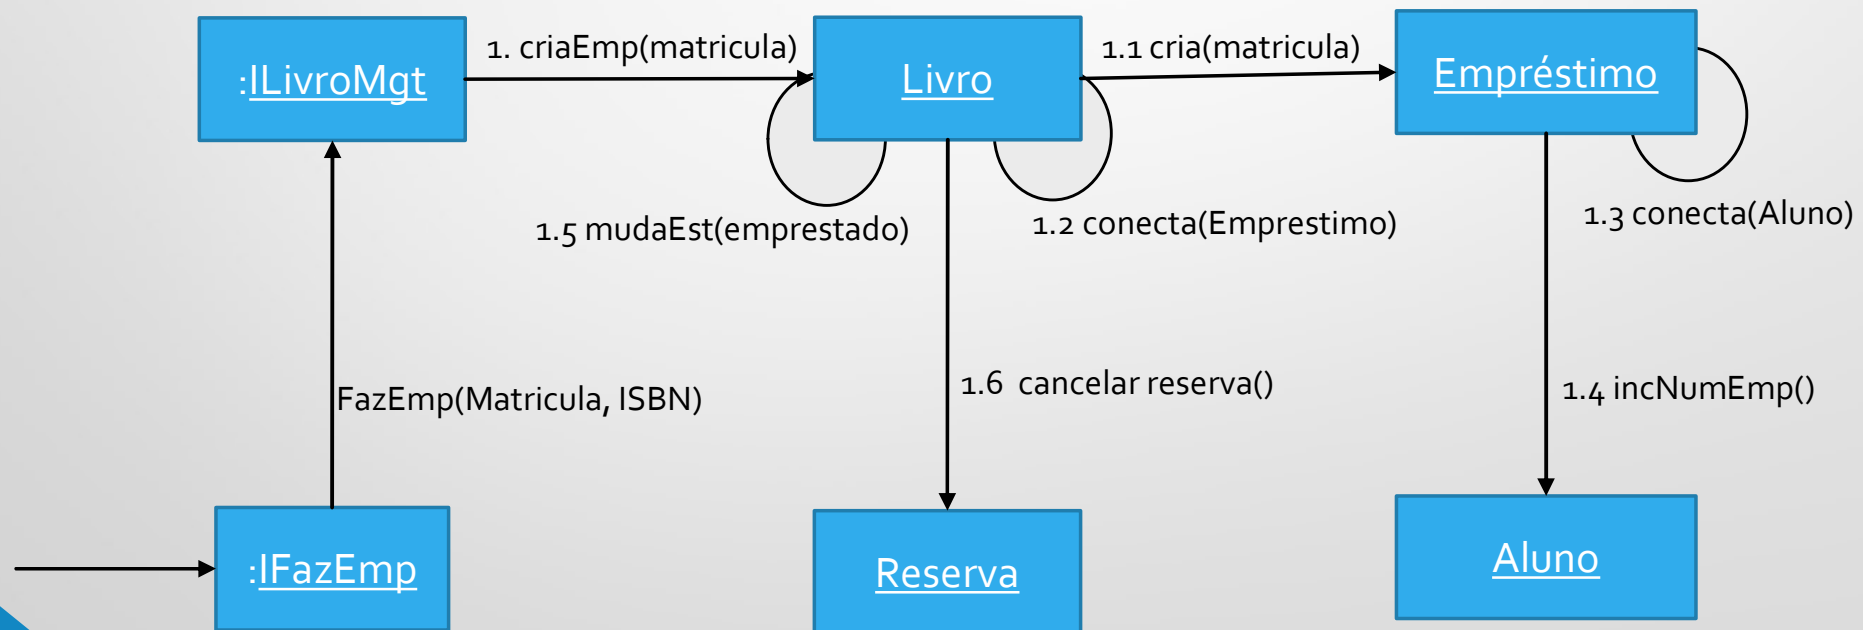 :ILivroMgt
1. criaEmp(matricula)
Livro
1.1 cria(matricula)
Empréstimo
1.5 mudaEst(emprestado)
1.2 conecta(Emprestimo)
1.3 conecta(Aluno)
FazEmp(Matricula, ISBN)
1.6 cancelar reserva()
1.4 incNumEmp()
:IFazEmp
Reserva
Aluno